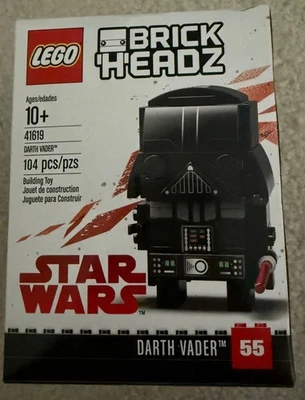 LEGO
BRICK
HEADZ
Ages/edades
10+
41619
DARTH VADER™
104 pcs/pzs
Building Toy
Jouet de construction
Juguete para Construir
STAR
WARS™
DARTH VADER™ 55